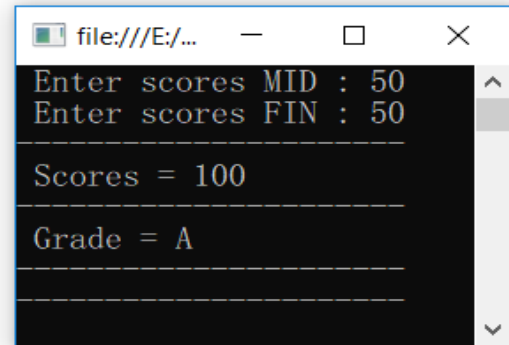 file:///E:/...
Enter scores MID : 50
Enter scores FIN : 50
----------------------
Scores = 100
----------------------
Grade = A
----------------------
----------------------